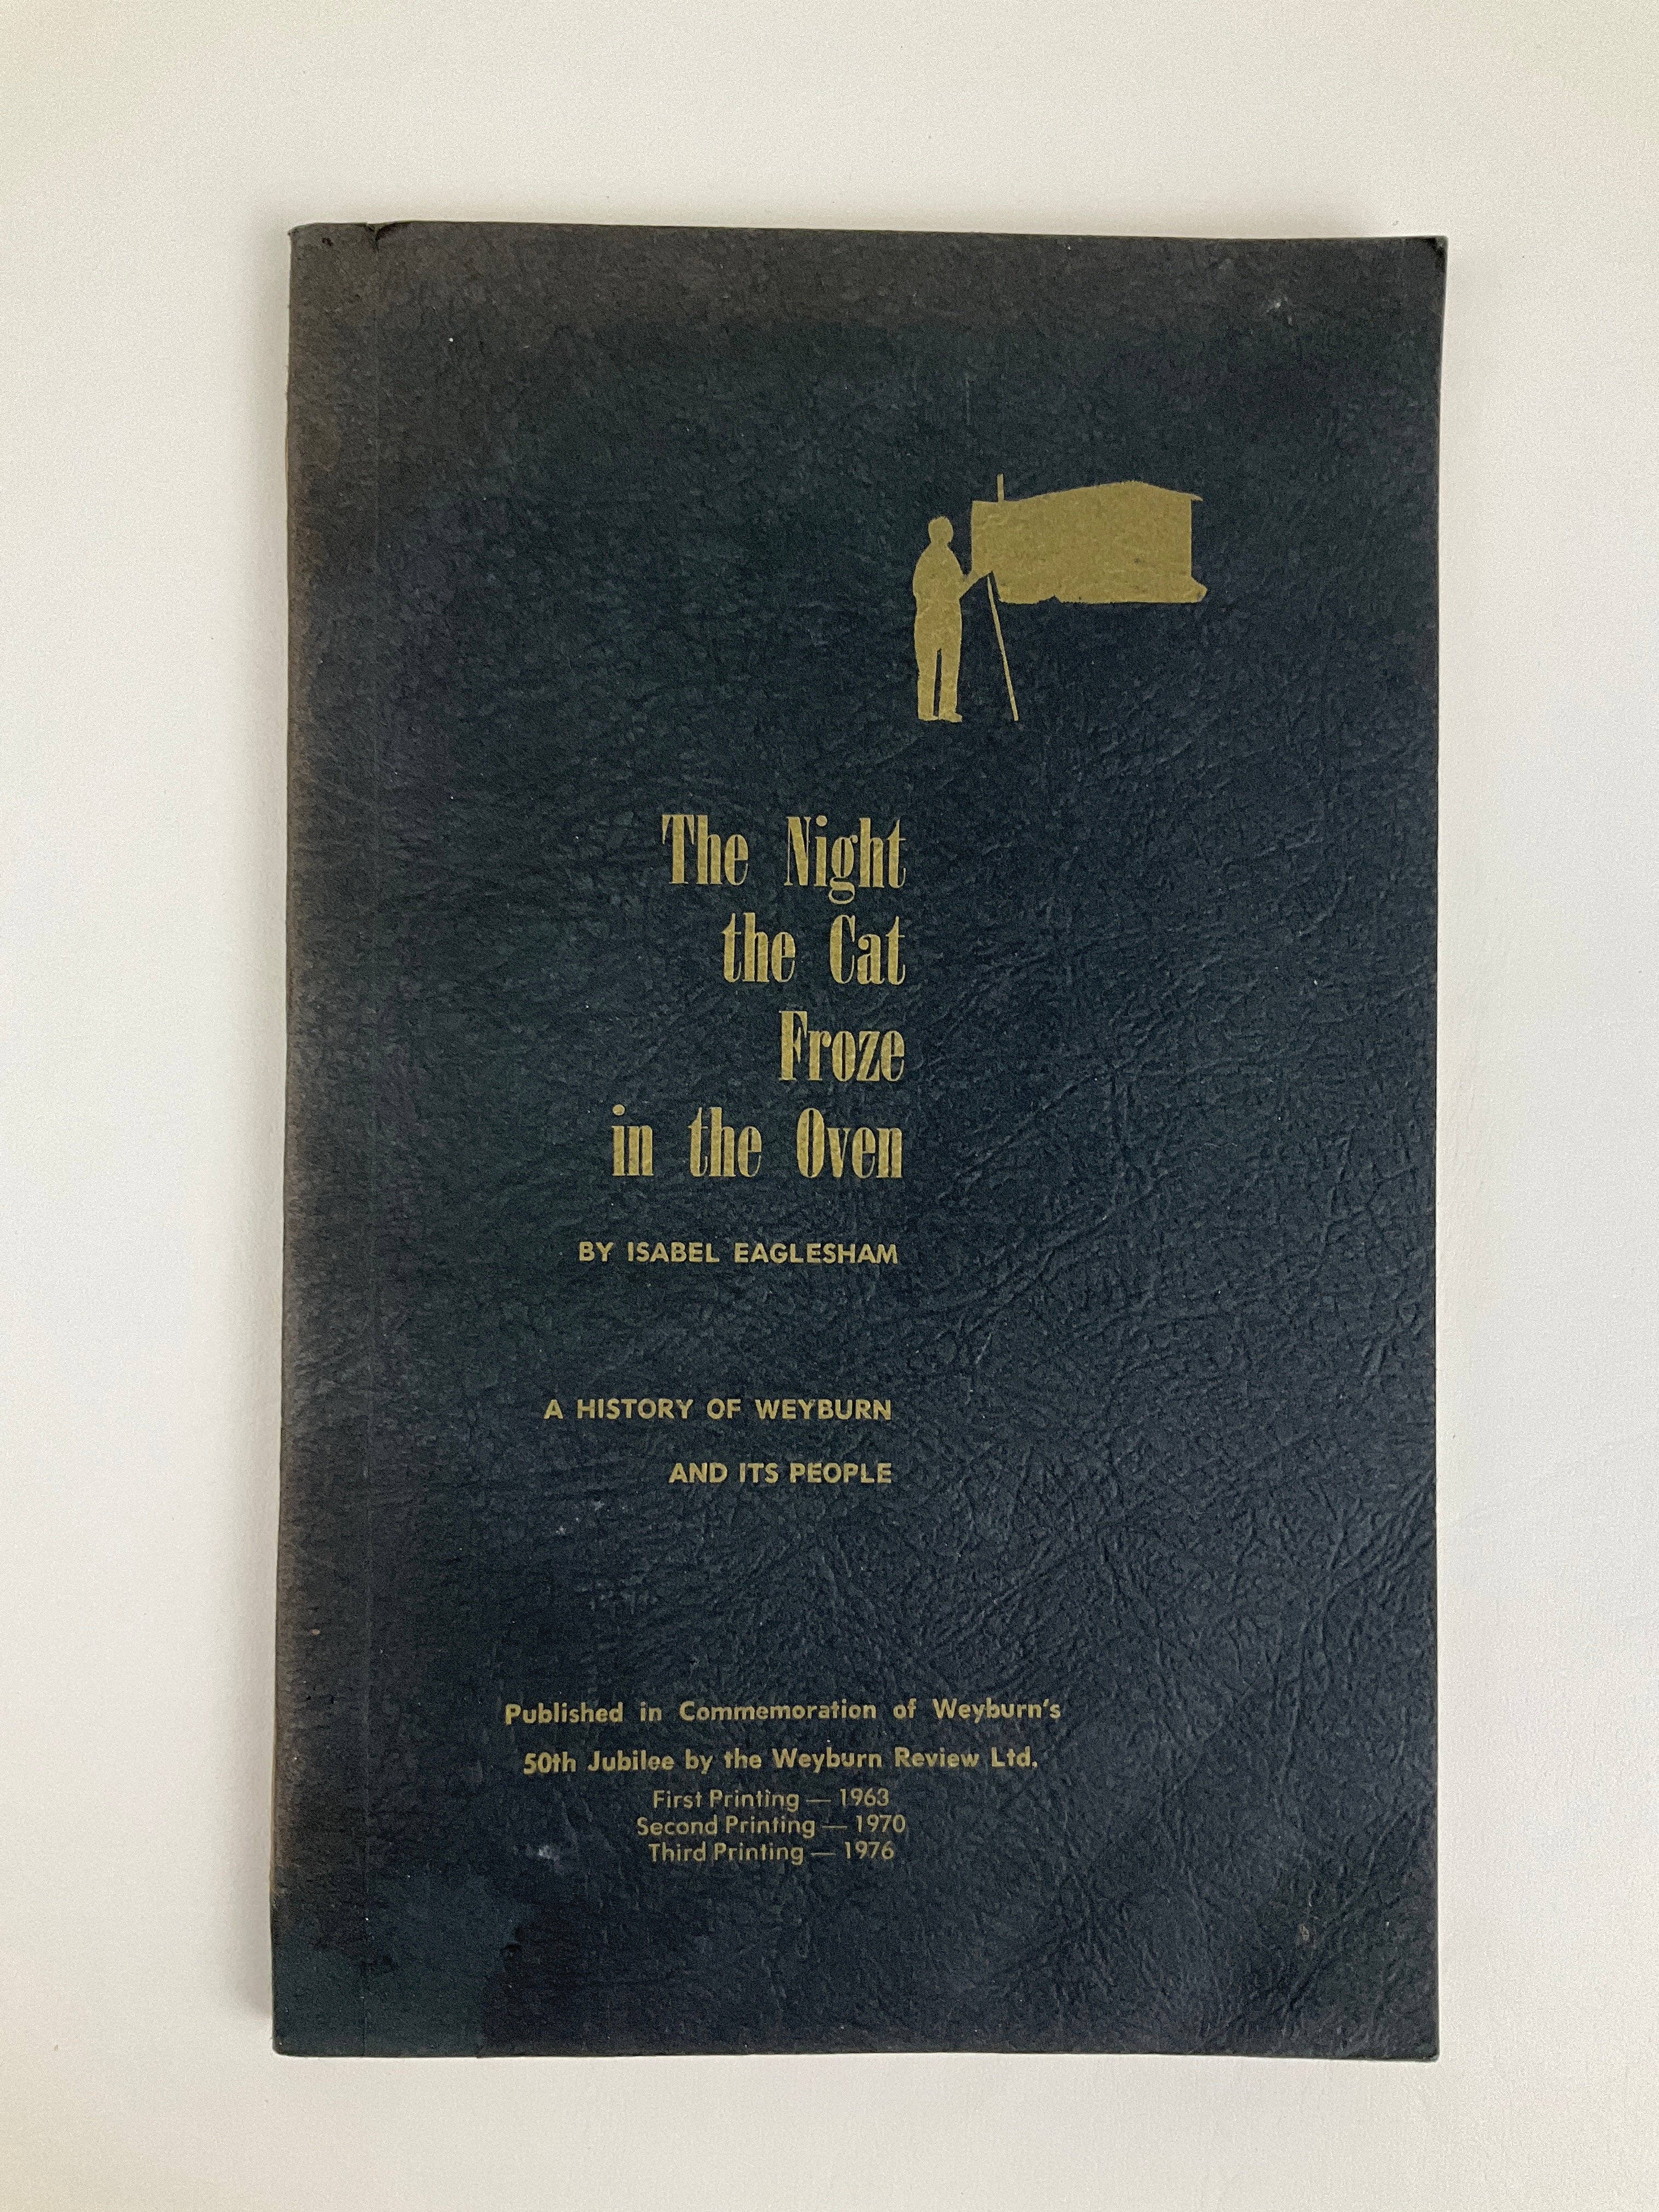 The Night
the Cat
Froze
in the Oven
BY ISABEL EAGLESHAM
A HISTORY OF WEYBURN
AND ITS PEOPLE
Published in Commemoration of Weyburn's
50th Jubilee by the Weyburn Review Ltd.
First Printing — 1963
Second Printing — 1970
Third Printing — 1976